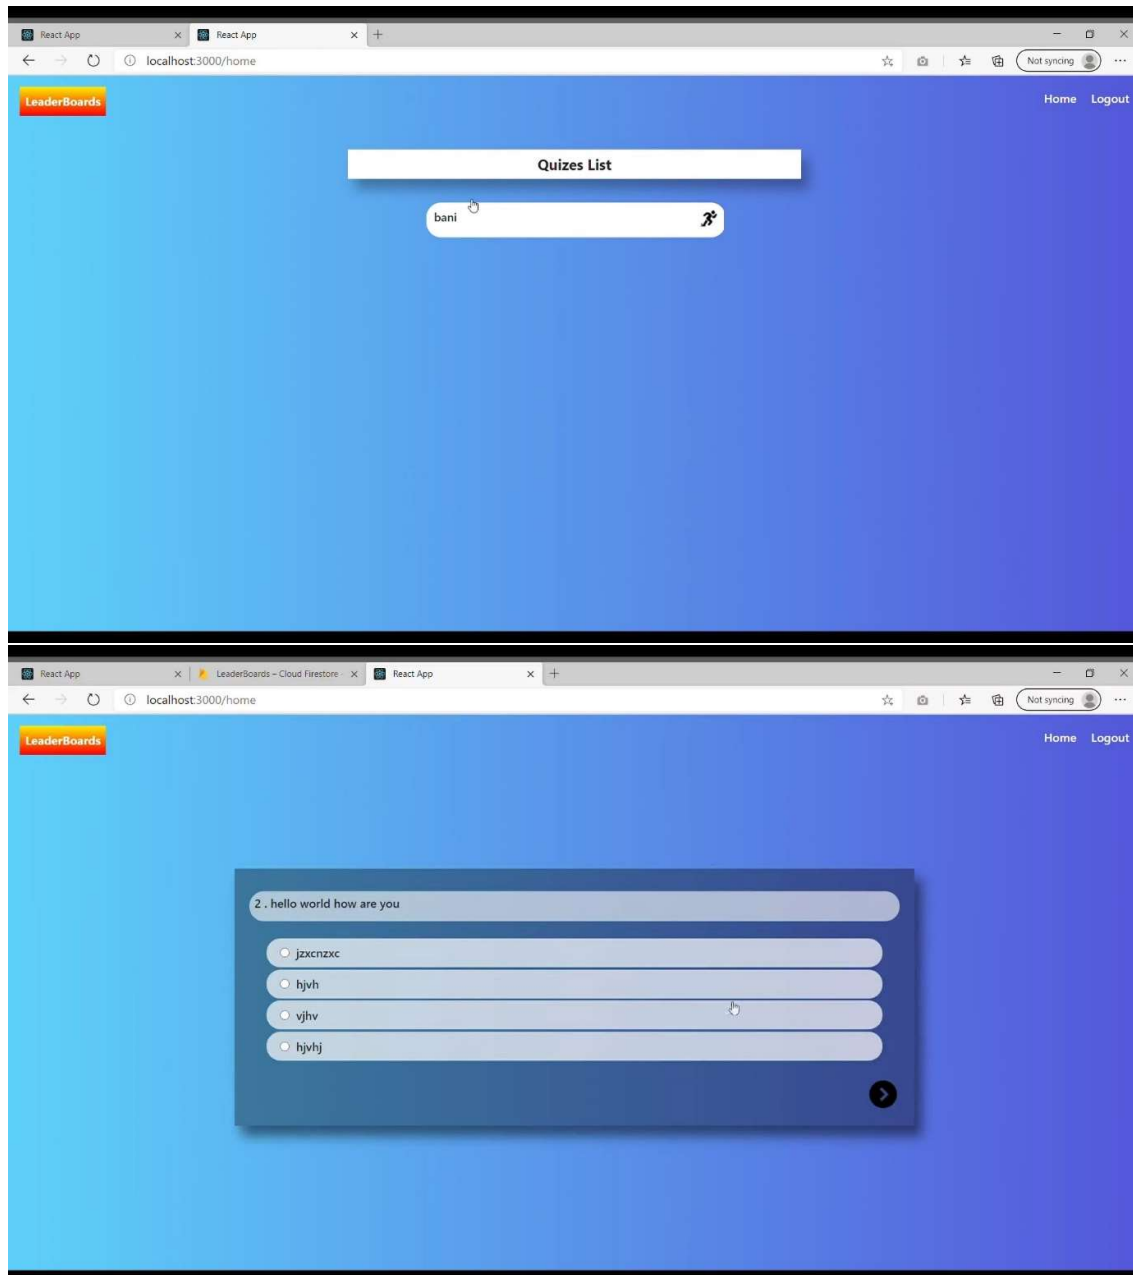 React App React App
localhost:3000/home Not syncing
LeaderBoards Home Logout
Quizes List
bani
React App LeaderBoards – Cloud Firestore React App
localhost:3000/home Not syncing
LeaderBoards Home Logout
2 . hello world how are you
jzxcnzxc
hjvh
vjhv
hjvhj